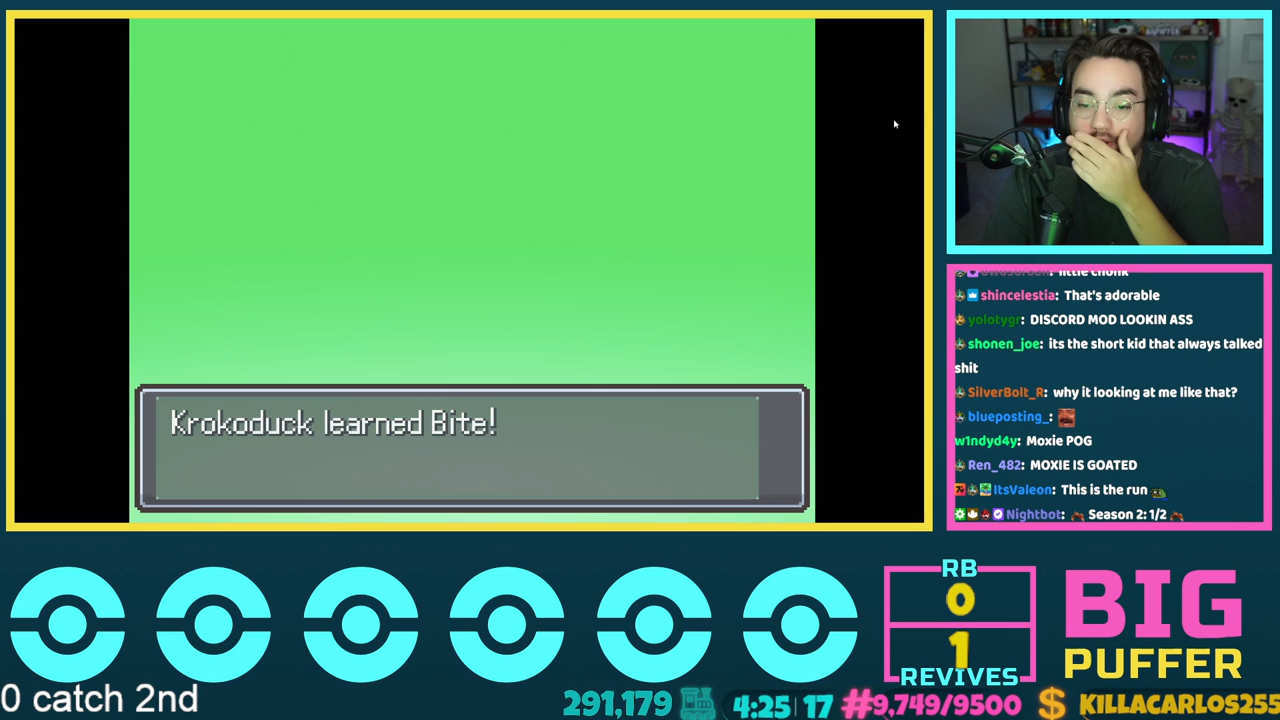 Krokoduck learned Bite!
little chonk
shincelestia: That's adorable
yolotygr: DISCORD MOD LOOKIN ASS
shonen_joe: its the short kid that always talked
shit
SilverBolt_R: why it looking at me like that?
blueposting_:
w1ndyd4y: Moxie POG
Ren_482: MOXIE IS GOATED
ItsValeon: This is the run
Nightbot: Season 2: 1/2
RB
0
1
REVIVES
BIG
PUFFER
0 catch 2nd
291,179
4:25 17
#9,749/9500
$ KILLACARLOS255